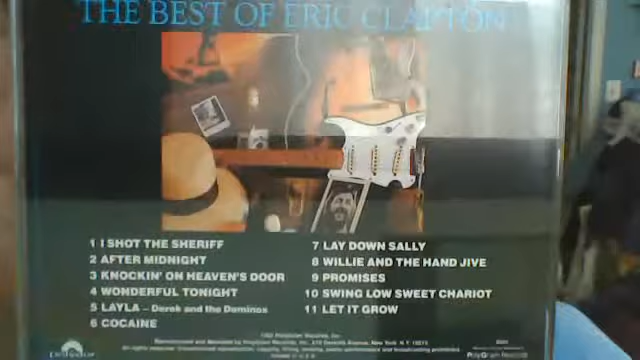 THE BEST OF ERIC CLAPTON
1 I SHOT THE SHERIFF
2 AFTER MIDNIGHT
3 KNOCKIN' ON HEAVEN'S DOOR
4 WONDERFUL TONIGHT
5 LAYLA – Derek and the Dominos
6 COCAINE
7 LAY DOWN SALLY
8 WILLIE AND THE HAND JIVE
9 PROMISES
10 SWING LOW SWEET CHARIOT
11 LET IT GROW
PolyGram Records